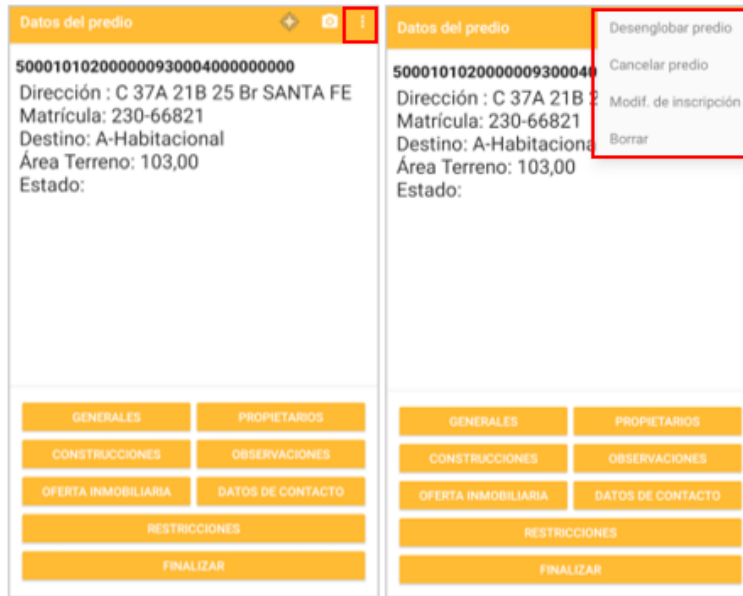 Datos del predio
500010102000000930004000000000
Dirección : C 37A 21B 25 Br SANTA FE
Matrícula: 230-66821
Destino: A-Habitacional
Área Terreno: 103,00
Estado:
GENERALES
PROPIETARIOS
CONSTRUCCIONES
OBSERVACIONES
OFERTA INMOBILIARIA
DATOS DE CONTACTO
RESTRICCIONES
FINALIZAR
Datos del predio
Desenglobar predio
Cancelar predio
Modif. de inscripción
Borrar
5000101020000009300040
Dirección : C 37A 21B 2
Matrícula: 230-66821
Destino: A-Habitaciona
Área Terreno: 103,00
Estado:
GENERALES
PROPIETARIOS
CONSTRUCCIONES
OBSERVACIONES
OFERTA INMOBILIARIA
DATOS DE CONTACTO
RESTRICCIONES
FINALIZAR